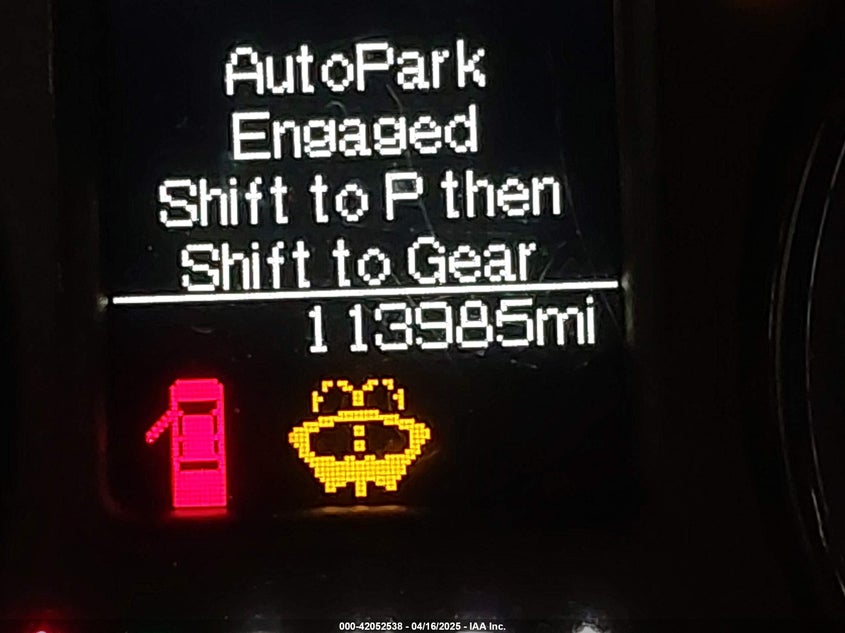 AutoPark
Engaged
Shift to P then
Shift to Gear
113985mi
000-42052538 - 04/16/2025 - IAA Inc.